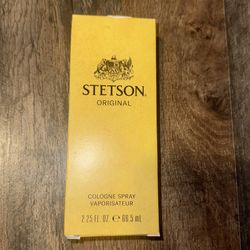 STETSON
ORIGINAL
COLOGNE SPRAY
VAPORISATEUR
2.25 FL. OZ. ℮ 66.5 mL